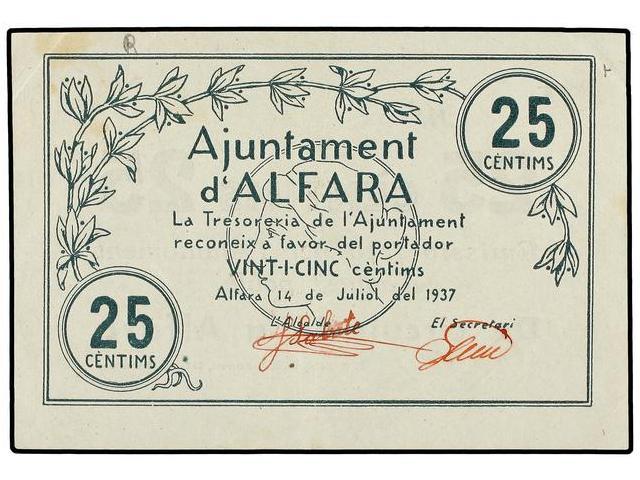 25
CÈNTIMS
Ajuntament
d'ALFARA
La Tresoreria de l'Ajuntament
reconeix a favor del portador
VINT-I-CINC cèntims
Alfara 14 de Juliol del 1937
L'Alcalde El Secretari
25
CÈNTIMS